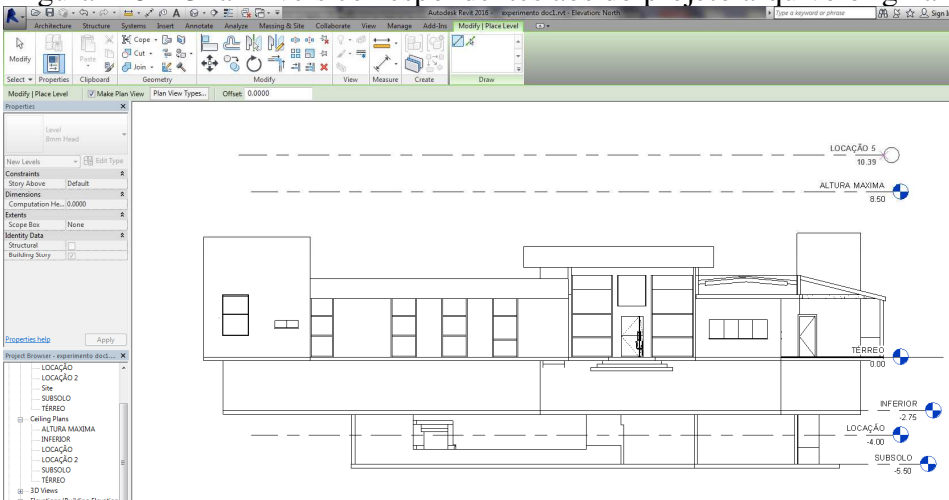 Autodesk Revit 2016 - experimento doc1.rvt - Elevation: North
Type a keyword or phrase
Sign I
Architecture Structure Systems Insert Annotate Analyze Massing & Site Collaborate View Manage Add-Ins Modify | Place Level
Modify
Paste
Cope
Cut
Join
Select Properties Clipboard Geometry Modify View Measure Create Draw
Modify | Place Level Make Plan View Plan View Types... Offset: 0.0000
Properties
Level
8mm Head
New Levels Edit Type
Constraints
Story Above Default
Dimensions
Computation He... 0.0000
Extents
Scope Box None
Identity Data
Structural
Building Story
Properties help Apply
Project Browser - experimento doc1....
LOCAÇÃO
LOCAÇÃO 2
Site
SUBSOLO
TÉRREO
Ceiling Plans
ALTURA MAXIMA
INFERIOR
LOCAÇÃO
LOCAÇÃO 2
SUBSOLO
TÉRREO
3D Views
LOCAÇÃO 5
10.39
ALTURA MAXIMA
8.50
TÉRREO
0.00
INFERIOR
-2.75
LOCAÇÃO
-4.00
SUBSOLO
-5.50